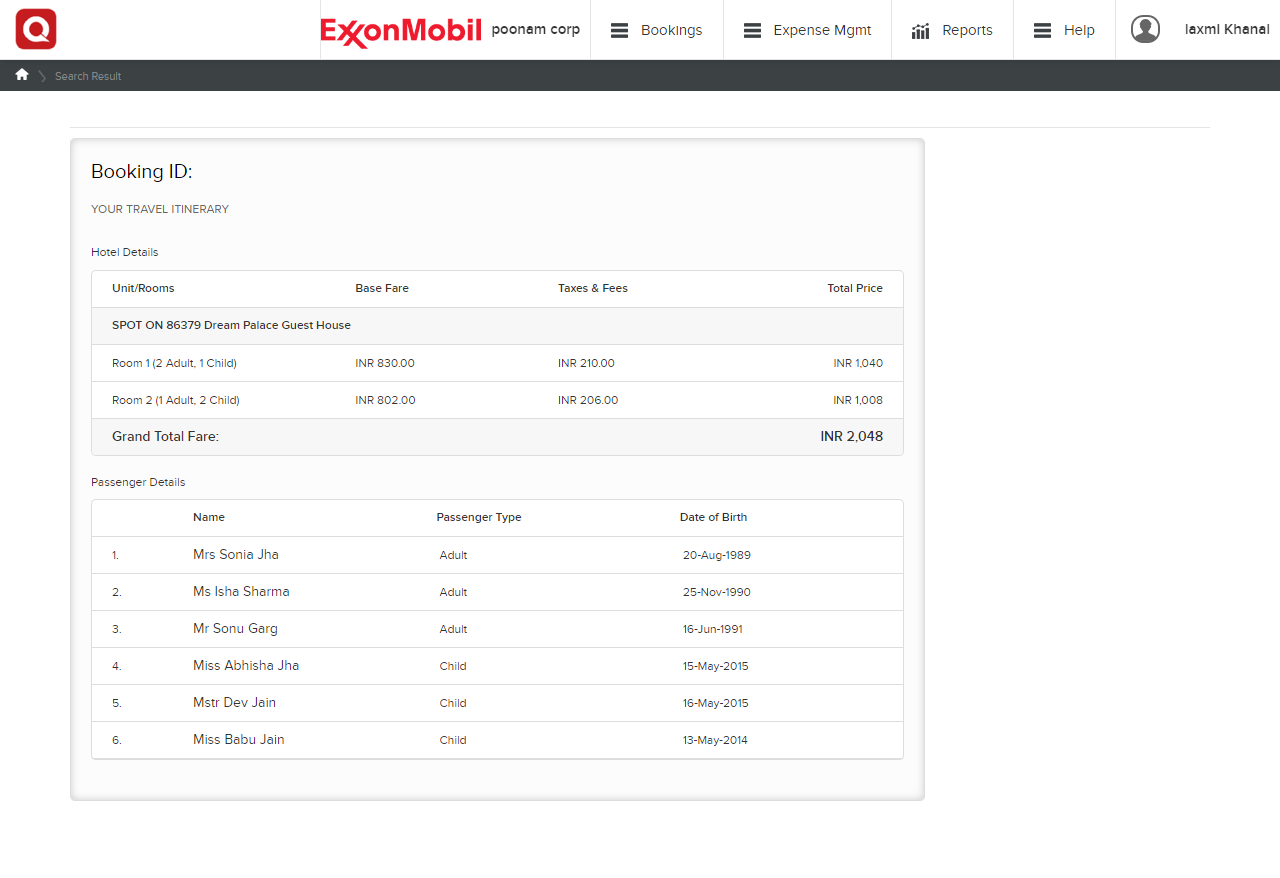 Q ExxonMobil poonam corp Bookings Expense Mgmt Reports Help laxmi Khanal
Search Result
Booking ID:
YOUR TRAVEL ITINERARY
Hotel Details
Unit/Rooms Base Fare Taxes & Fees Total Price
SPOT ON 86379 Dream Palace Guest House
Room 1 (2 Adult, 1 Child) INR 830.00 INR 210.00 INR 1,040
Room 2 (1 Adult, 2 Child) INR 802.00 INR 206.00 INR 1,008
Grand Total Fare: INR 2,048
Passenger Details
Name Passenger Type Date of Birth
1. Mrs Sonia Jha Adult 20-Aug-1989
2. Ms Isha Sharma Adult 25-Nov-1990
3. Mr Sonu Garg Adult 16-Jun-1991
4. Miss Abhisha Jha Child 15-May-2015
5. Mstr Dev Jain Child 16-May-2015
6. Miss Babu Jain Child 13-May-2014